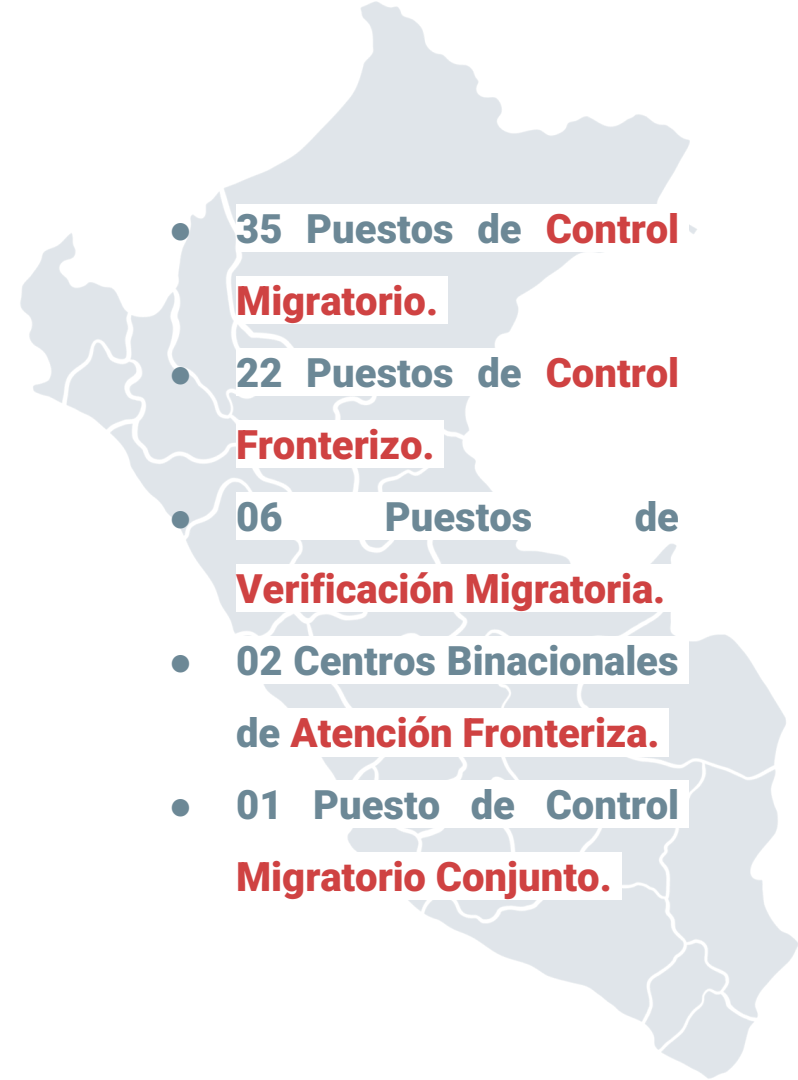 ● 35 Puestos de Control
Migratorio.
● 22 Puestos de Control
Fronterizo.
● 06 Puestos de
Verificación Migratoria.
● 02 Centros Binacionales
de Atención Fronteriza.
● 01 Puesto de Control
Migratorio Conjunto.